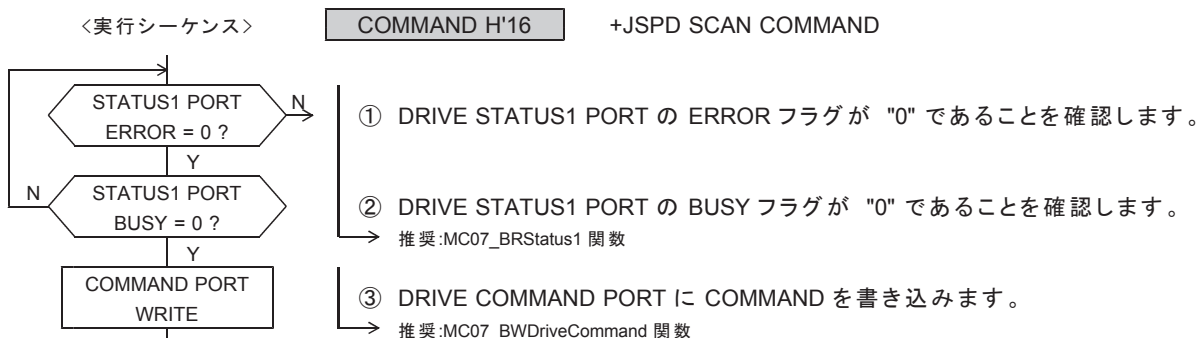 <実行シーケンス> COMMAND H'16 +JSPD SCAN COMMAND
STATUS1 PORT
ERROR = 0 ?
N
① DRIVE STATUS1 PORT の ERROR フラグが "0" であることを確認します。
Y
N
STATUS1 PORT
BUSY = 0 ?
② DRIVE STATUS1 PORT の BUSY フラグが "0" であることを確認します。
推奨:MC07_BRStatus1 関数
Y
COMMAND PORT
WRITE
③ DRIVE COMMAND PORT に COMMAND を書き込みます。
推奨:MC07_BWDriveCommand 関数